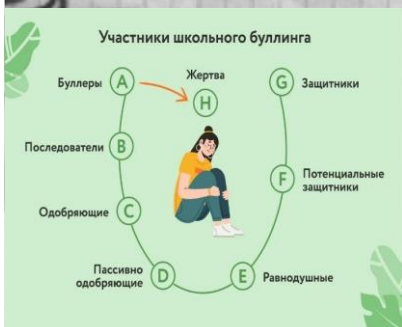 Участники школьного буллинга
Буллеры A
Жертва
H
G Защитники
Последователи B
F Потенциальные
защитники
Одобряющие C
Пассивно
одобряющие D
E Равнодушные